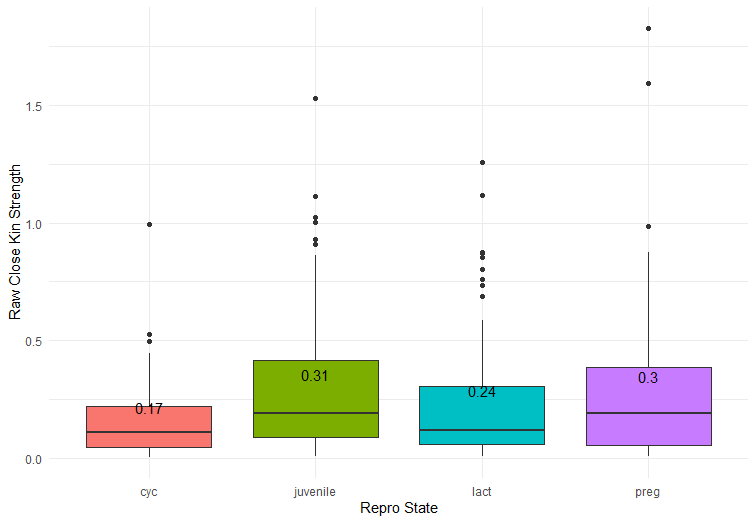 Raw Close Kin Strength
1.5
1.0
0.5
0.0
0.17
0.31
0.24
0.3
cyc
juvenile
lact
preg
Repro State